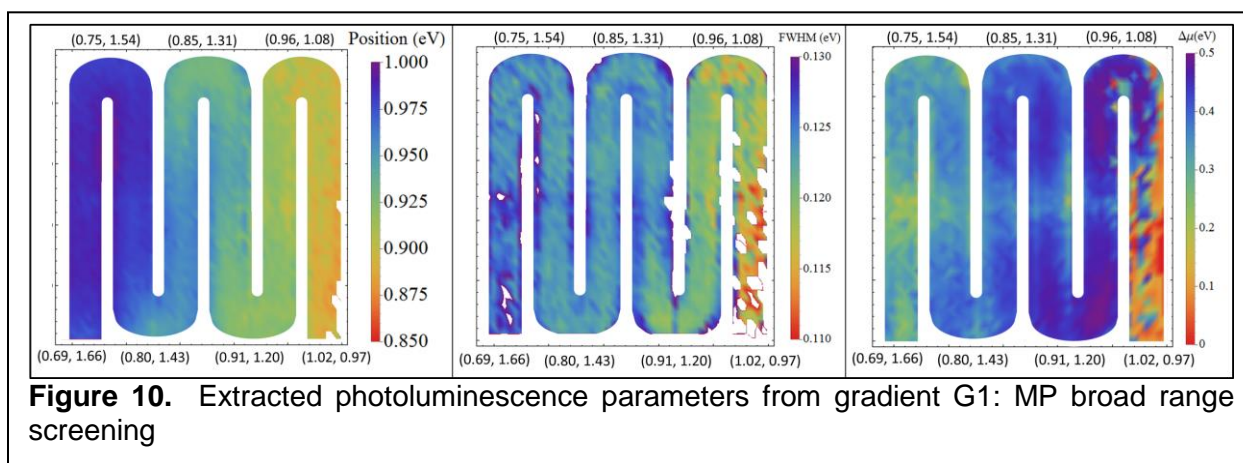 (0.75, 1.54) (0.85, 1.31) (0.96, 1.08)
Position (eV)
1.000
0.975
0.950
0.925
0.900
0.875
0.850
(0.69, 1.66) (0.80, 1.43) (0.91, 1.20) (1.02, 0.97)
(0.75, 1.54) (0.85, 1.31) (0.96, 1.08)
FWHM (eV)
0.130
0.125
0.120
0.115
0.110
(0.69, 1.66) (0.80, 1.43) (0.91, 1.20) (1.02, 0.97)
(0.75, 1.54) (0.85, 1.31) (0.96, 1.08)
Δμ(eV)
0.5
0.4
0.3
0.2
0.1
0
(0.69, 1.66) (0.80, 1.43) (0.91, 1.20) (1.02, 0.97)
Figure 10. Extracted photoluminescence parameters from gradient G1: MP broad range
screening